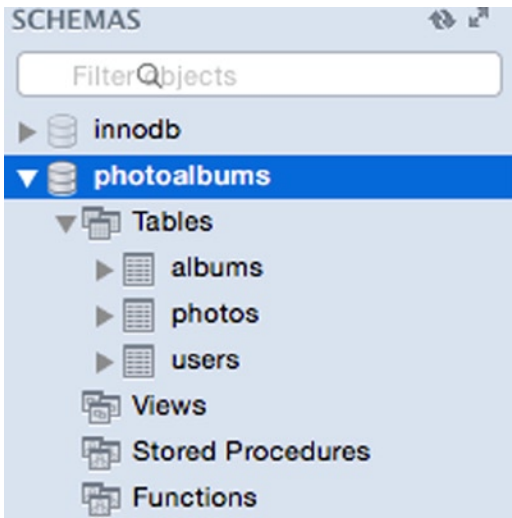 SCHEMAS
Filter objects
innodb
photoalbums
Tables
albums
photos
users
Views
Stored Procedures
Functions